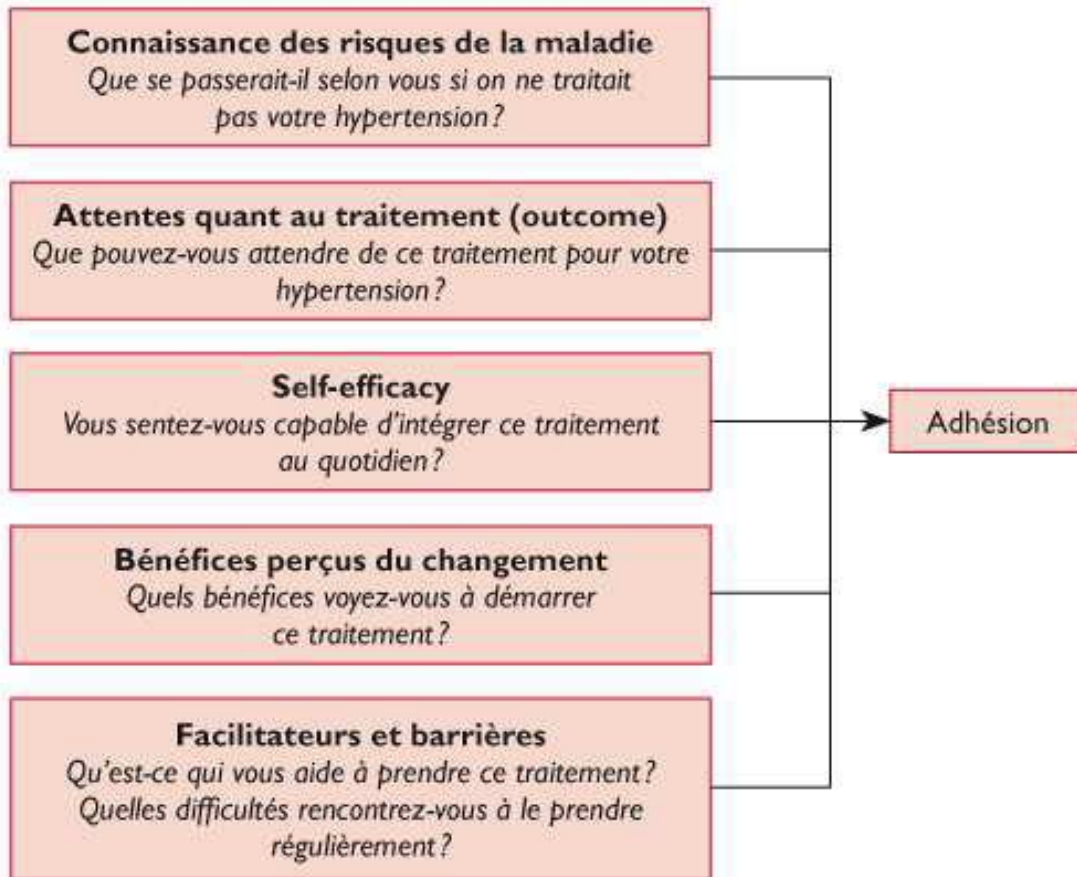 Connaissance des risques de la maladie
Que se passerait-il selon vous si on ne traitait
pas votre hypertension ?
Attentes quant au traitement (outcome)
Que pouvez-vous attendre de ce traitement pour votre
hypertension ?
Self-efficacy
Vous sentez-vous capable d'intégrer ce traitement
au quotidien ?
Adhésion
Bénéfices perçus du changement
Quels bénéfices voyez-vous à démarrer
ce traitement ?
Facilitateurs et barrières
Qu'est-ce qui vous aide à prendre ce traitement ?
Quelles difficultés rencontrez-vous à le prendre
régulièrement ?